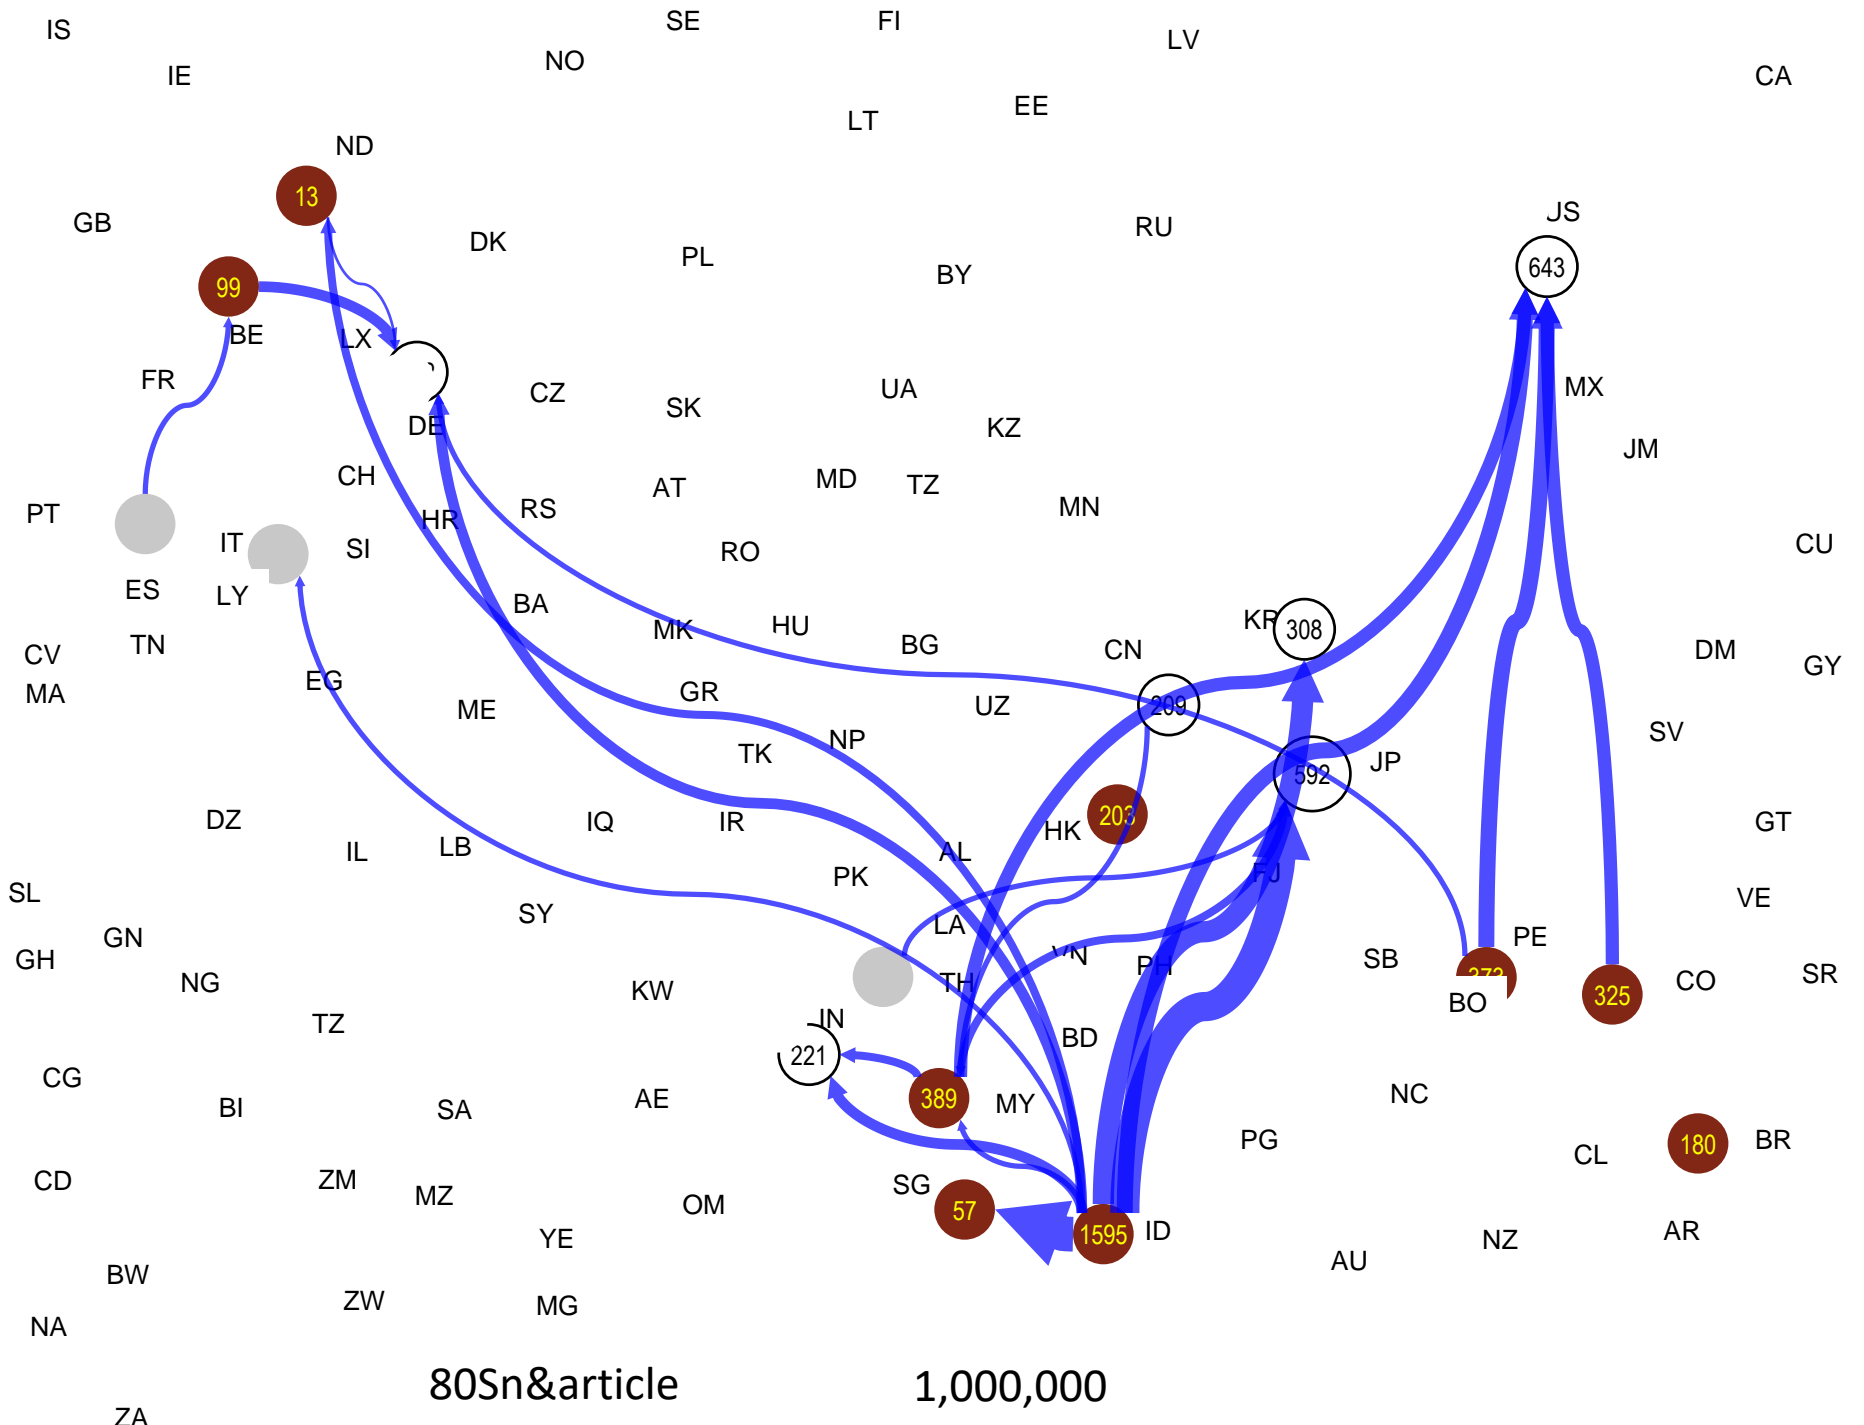 IS
SE
FI
LV
NO
IE
CA
EE
LT
ND
13
GB
JS
RU
DK
PL
643
BY
99
BE
LX
FR
MX
UA
CZ
SK
DE
KZ
JM
CH
MD
TZ
AT
MN
RS
PT
HR
IT
SI
RO
CU
ES
LY
BA
KR
308
HU
MK
TN
BG
CN
DM
CV
GY
EG
MA
GR
209
UZ
ME
SV
NP
TK
JP
592
203
DZ
IQ
IR
GT
HK
LB
IL
AL
FJ
PK
SL
VE
SY
LA
GN
PE
GH
SB
PH
SR
NG
TH
CO
KW
325
BO
IN
TZ
BD
221
CG
NC
389
AE
MY
BI
SA
PG
BR
180
CL
CD
ZM
SG
MZ
OM
57
ID
AR
1595
YE
NZ
AU
BW
ZW
MG
NA
80Sn&article
1,000,000
ZA